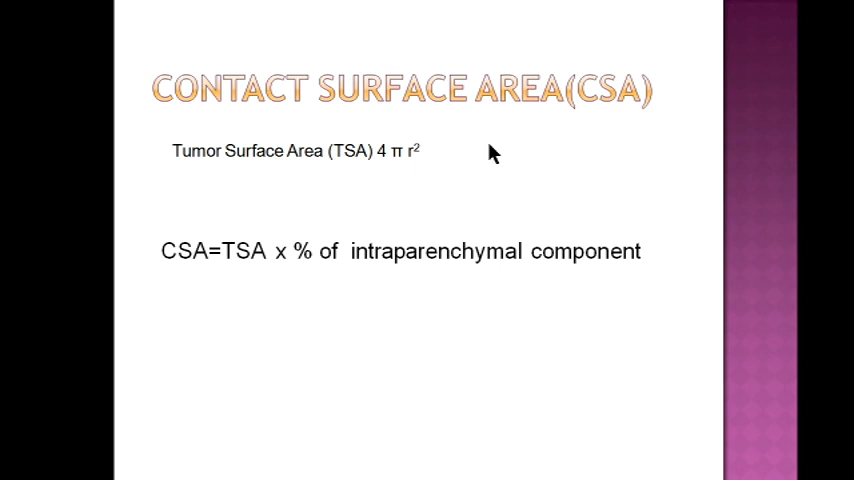 CONTACT SURFACE AREA(CSA)
Tumor Surface Area (TSA) 4 π r²
CSA=TSA x % of intraparenchymal component